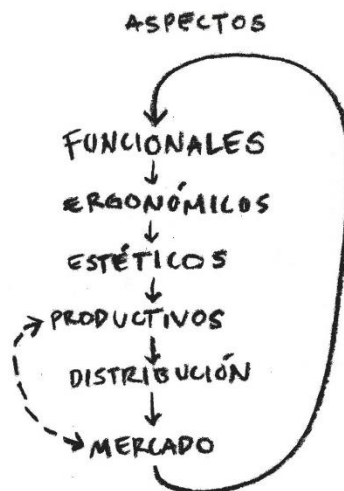 ASPECTOS
FUNCIONALES
ERGONÓMICOS
ESTÉTICOS
PRODUCTIVOS
DISTRIBUCIÓN
MERCADO